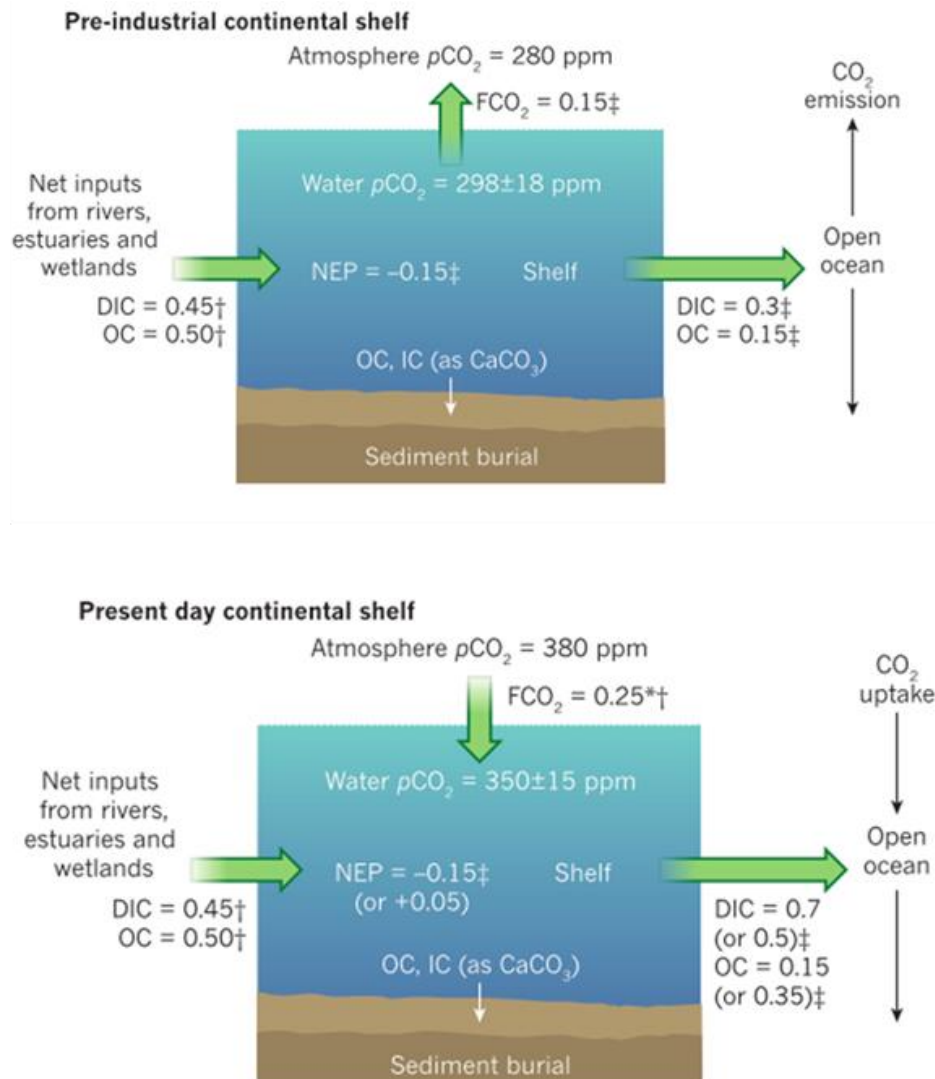 Pre-industrial continental shelf
Atmosphere pCO₂ = 280 ppm
FCO₂ = 0.15‡
CO₂
emission
Water pCO₂ = 298±18 ppm
Net inputs
from rivers,
estuaries and
wetlands
NEP = –0.15‡
Shelf
Open
ocean
DIC = 0.45†
OC = 0.50†
DIC = 0.3‡
OC = 0.15‡
OC, IC (as CaCO₃)
Sediment burial
Present day continental shelf
Atmosphere pCO₂ = 380 ppm
FCO₂ = 0.25*†
CO₂
uptake
Water pCO₂ = 350±15 ppm
Net inputs
from rivers,
estuaries and
wetlands
NEP = –0.15‡
(or +0.05)
Shelf
Open
ocean
DIC = 0.45†
OC = 0.50†
DIC = 0.7
(or 0.5)‡
OC = 0.15
(or 0.35)‡
OC, IC (as CaCO₃)
Sediment burial